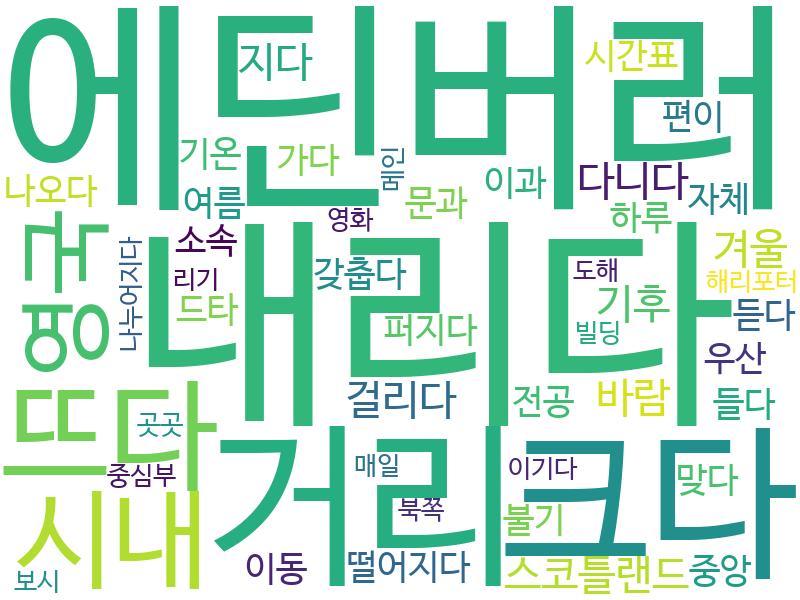 에딘버러
지다
시간표
편이
기온
가다
메인
이과
다니다
나오다
여름
문과
자체
영화
하루
영국
내리다
소속
겨울
나누어지다
리기
갖춥다
도해
해리포터
드타
퍼지다
기후
듣다
빌딩
우산
뜨다
걸리다
전공
바람
들다
곳곳
거리
크다
중심부
매일
이기다
맞다
시내
북쪽
불기
이동
떨어지다
스코틀랜드
중앙
보시